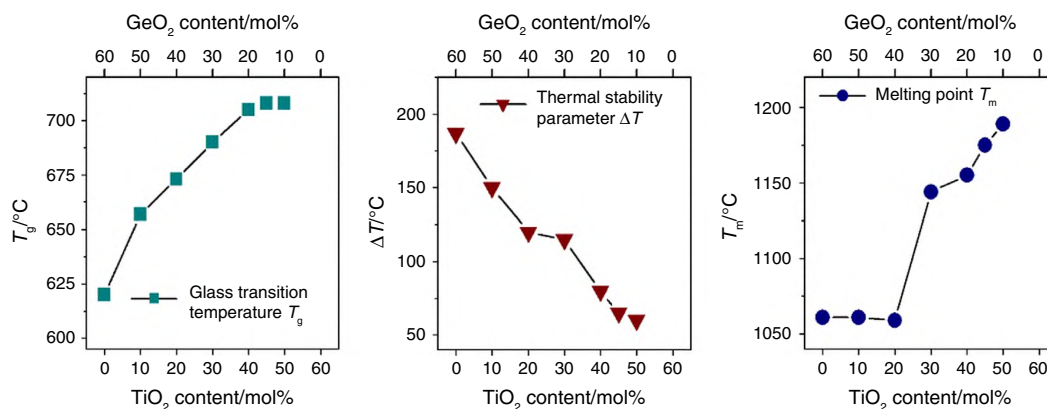 GeO2 content/mol%
60 50 40 30 20 10 0
700
675
650
625
600
Tg/°C
Glass transition
temperature Tg
0 10 20 30 40 50 60
TiO2 content/mol%
GeO2 content/mol%
60 50 40 30 20 10 0
200
150
100
50
ΔT/°C
Thermal stability
parameter ΔT
0 10 20 30 40 50 60
TiO2 content/mol%
GeO2 content/mol%
60 50 40 30 20 10 0
1200
1150
1100
1050
Tm/°C
Melting point Tm
0 10 20 30 40 50 60
TiO2 content/mol%